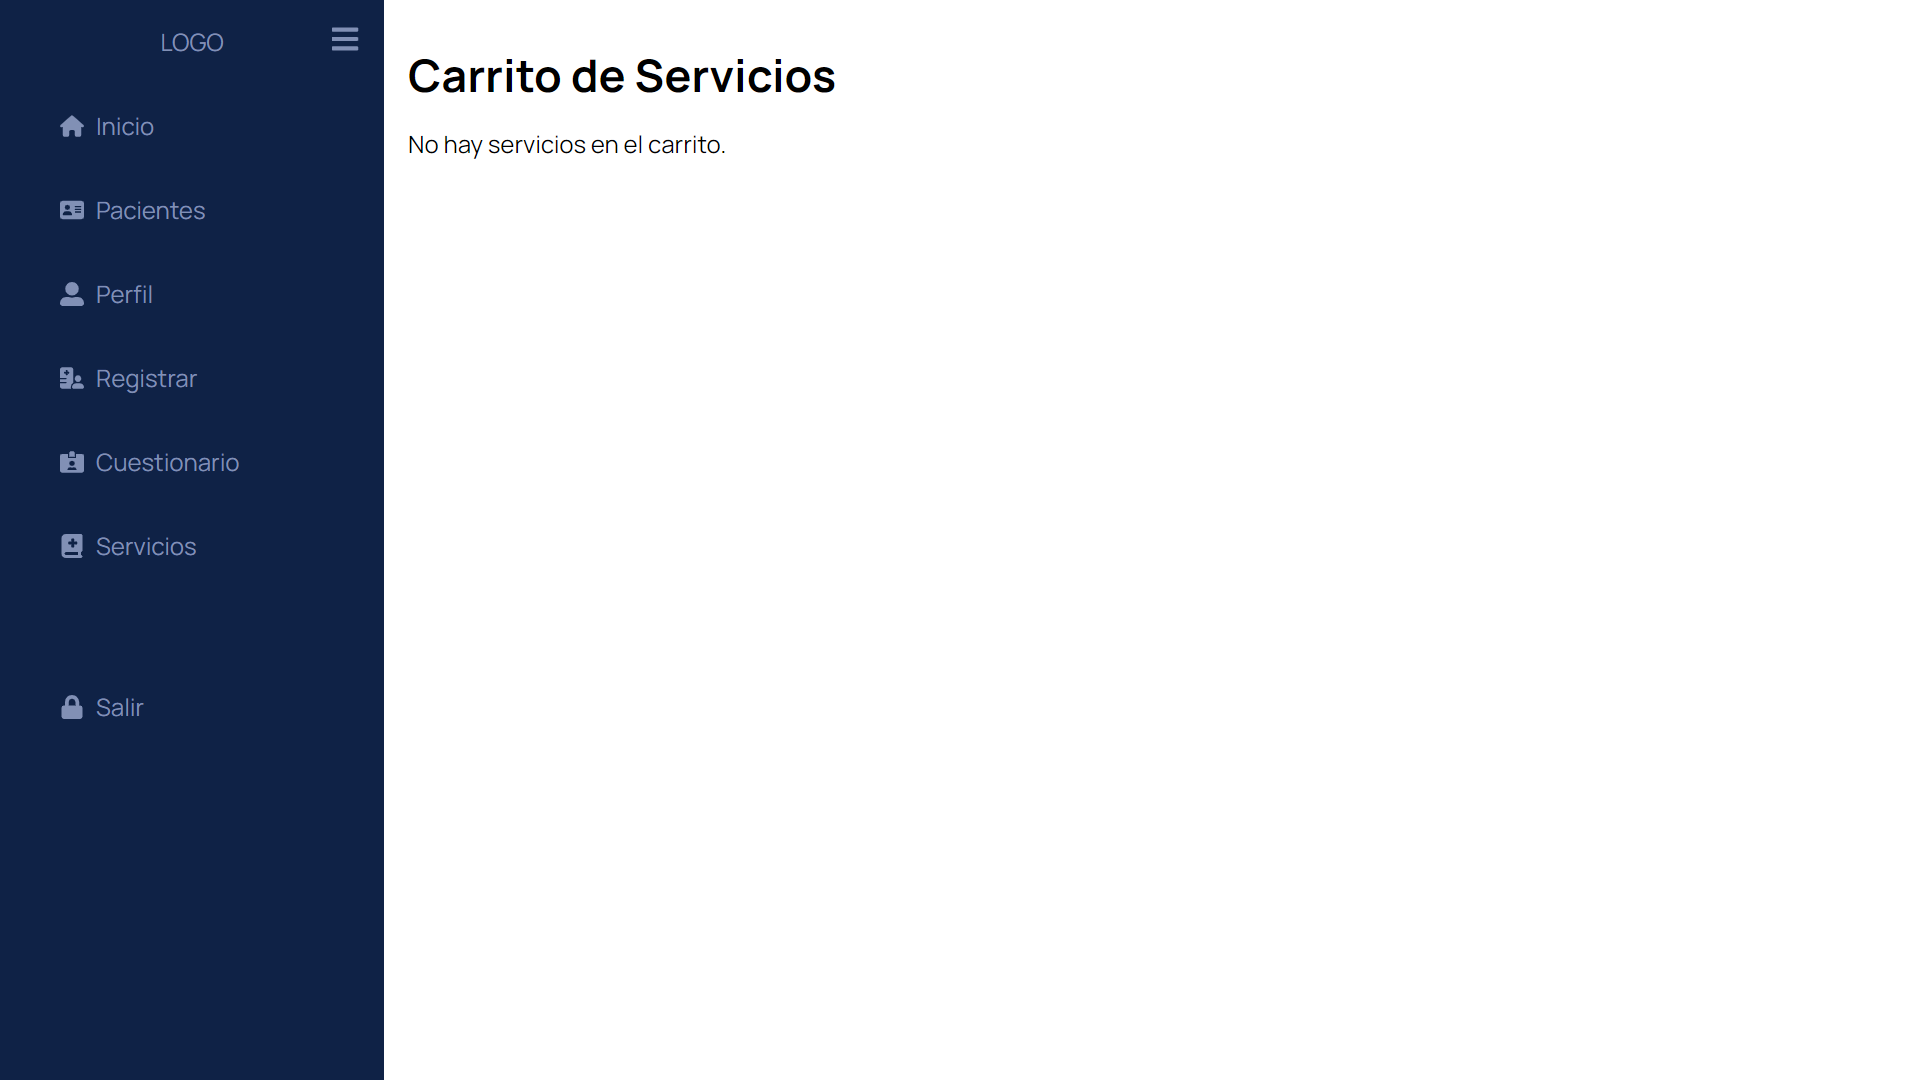 LOGO
Inicio
Pacientes
Perfil
Registrar
Cuestionario
Servicios
Salir
Carrito de Servicios
No hay servicios en el carrito.